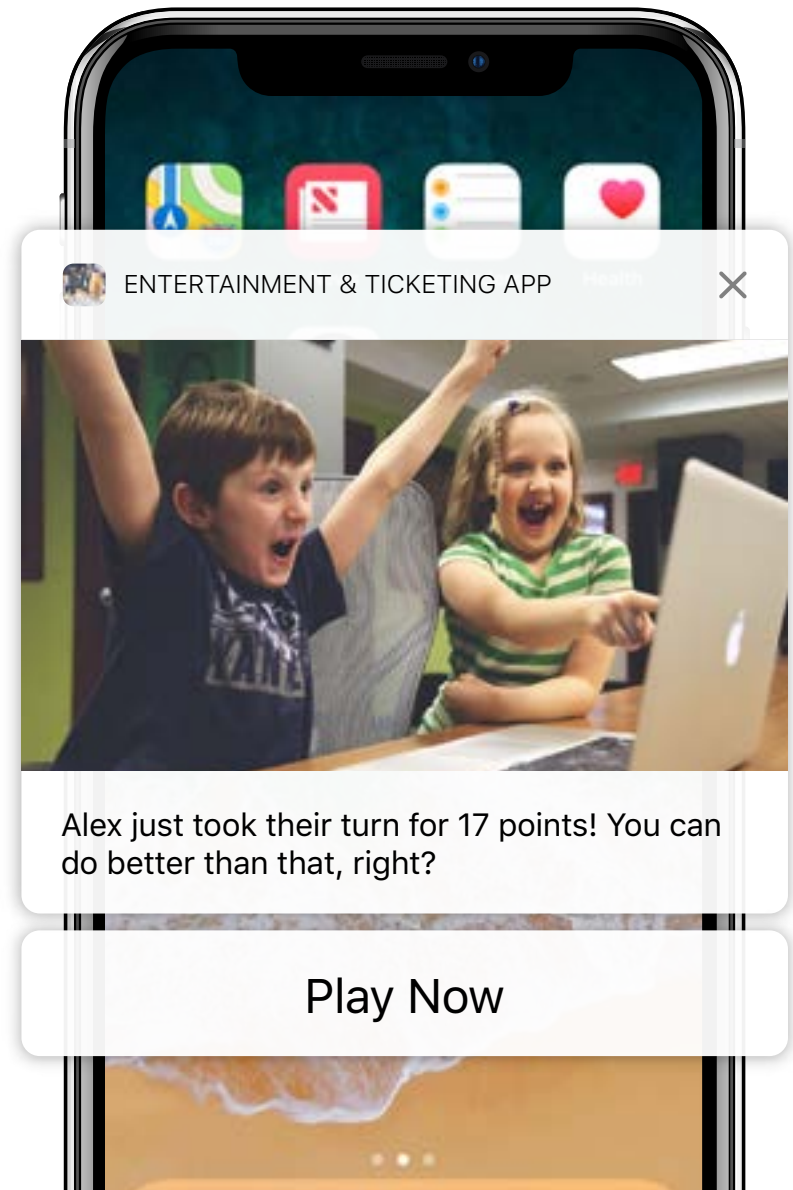 Health
ENTERTAINMENT & TICKETING APP
Alex just took their turn for 17 points! You can
do better than that, right?
Play Now